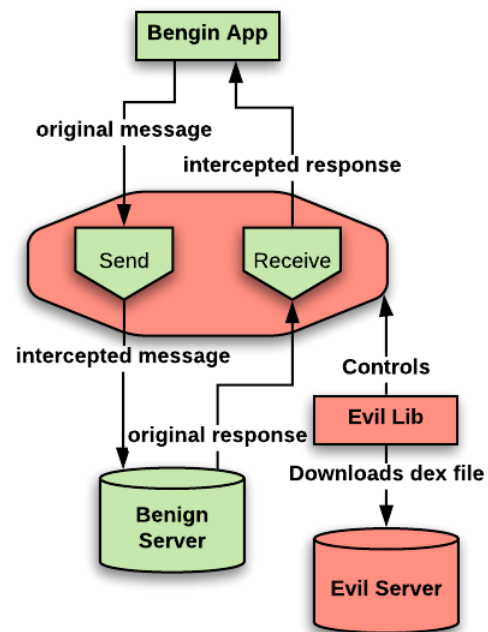 Bengin App
original message
intercepted response
Send
Receive
intercepted message
Controls
Evil Lib
original response
Downloads dex file
Benign
Server
Evil Server